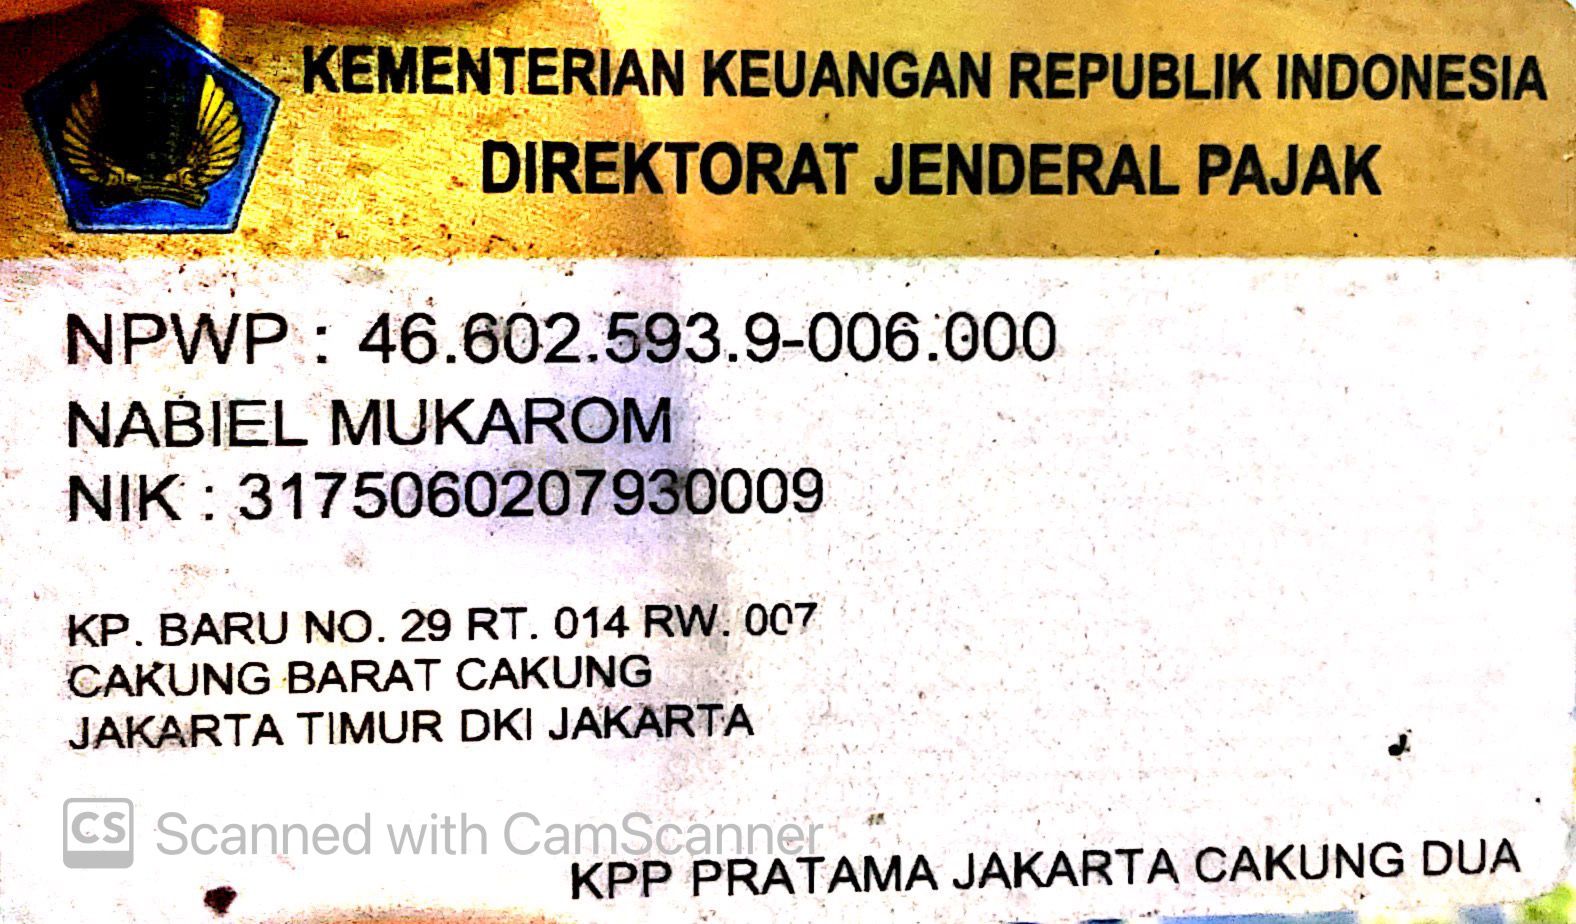 KEMENTERIAN KEUANGAN REPUBLIK INDONESIA
DIREKTORAT JENDERAL PAJAK
NPWP : 46.602.593.9-006.000
NABIEL MUKAROM
NIK : 3175060207930009
KP. BARU NO. 29 RT. 014 RW. 007
CAKUNG BARAT CAKUNG
JAKARTA TIMUR DKI JAKARTA
CS Scanned with CamScanner
KPP PRATAMA JAKARTA CAKUNG DUA